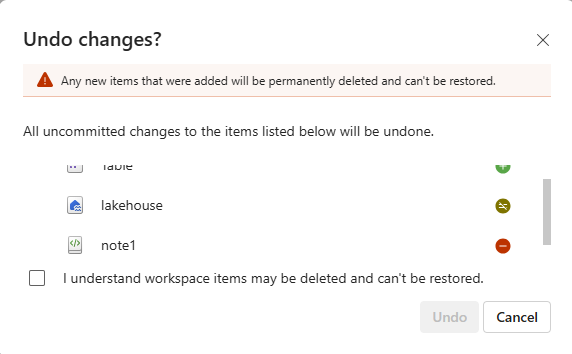 Undo changes?
Any new items that were added will be permanently deleted and can't be restored.
All uncommitted changes to the items listed below will be undone.
Table
lakehouse
note1
I understand workspace items may be deleted and can't be restored.
Undo
Cancel